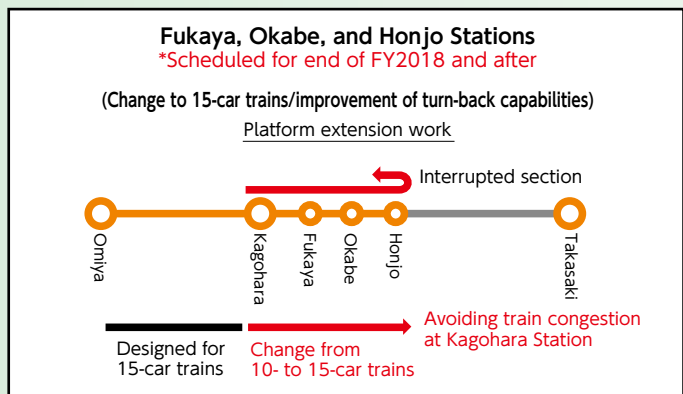 Fukaya, Okabe, and Honjo Stations
*Scheduled for end of FY2018 and after
(Change to 15-car trains/improvement of turn-back capabilities)
Platform extension work
Interrupted section
Omiya
Kagohara
Fukaya
Okabe
Honjo
Takasaki
Designed for
15-car trains
Change from
10- to 15-car trains
Avoiding train congestion
at Kagohara Station